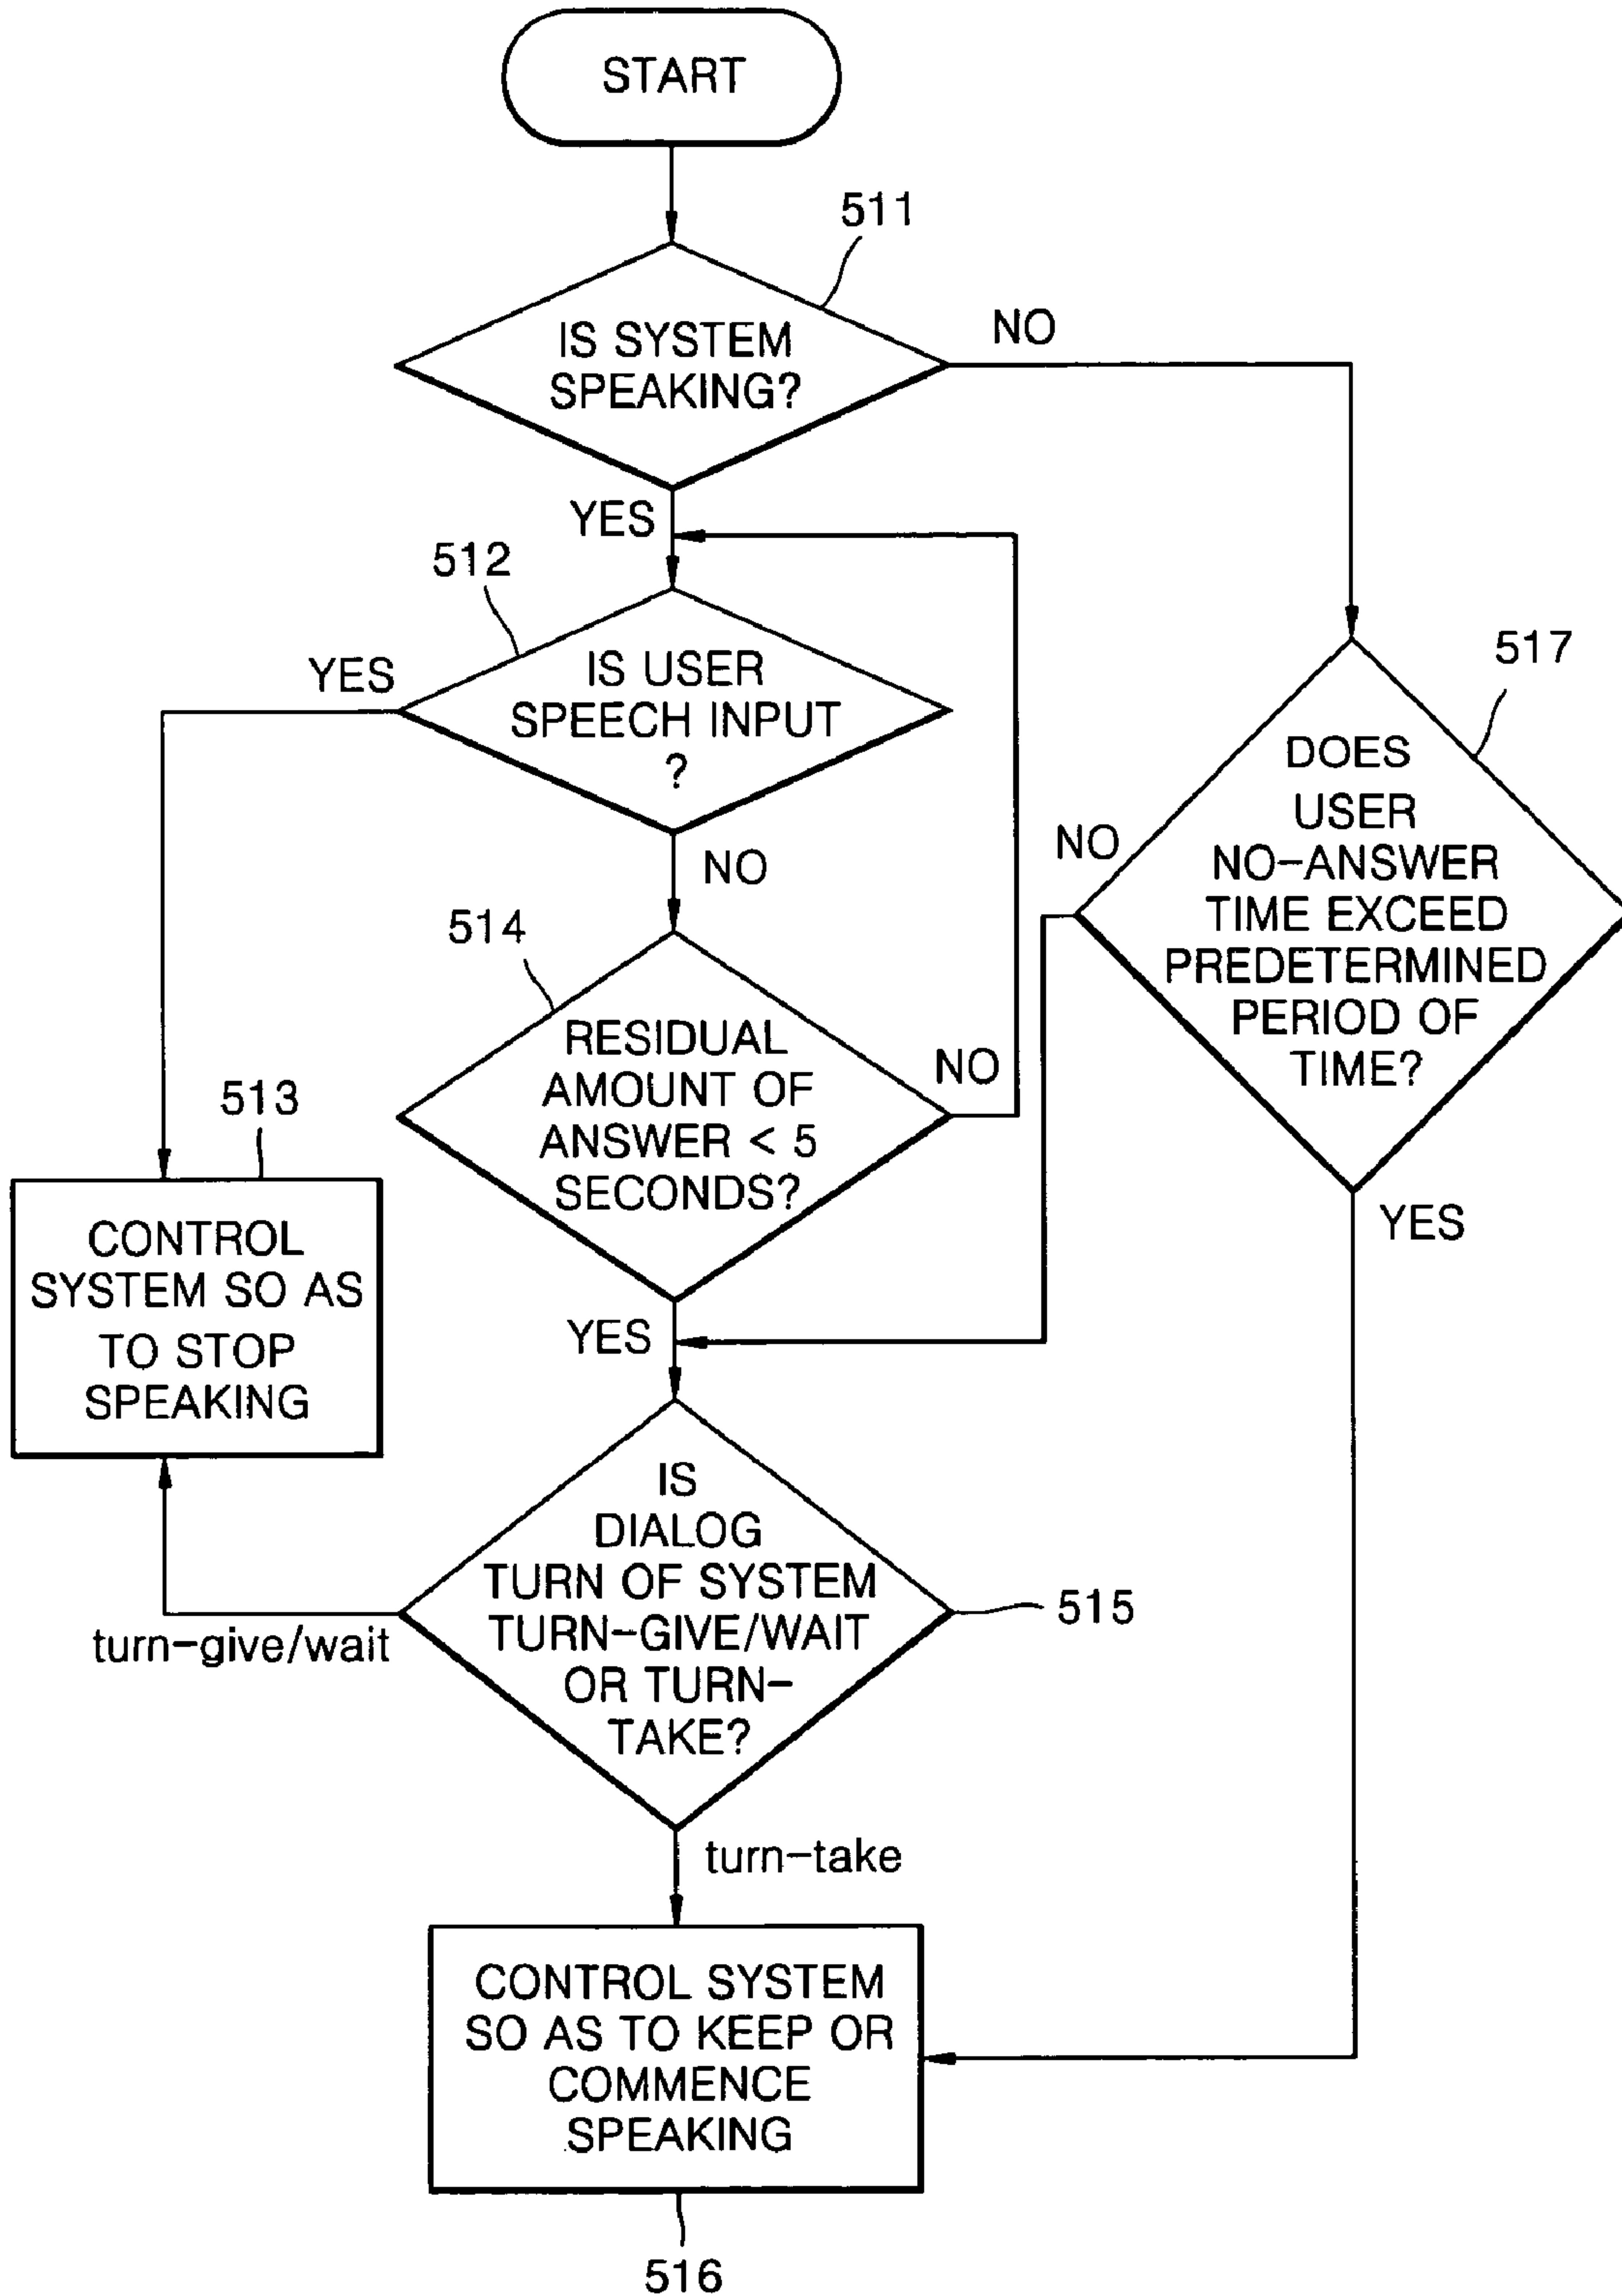 START
511
IS SYSTEM
SPEAKING?
NO
YES
512
IS USER
SPEECH INPUT
?
YES
NO
517
DOES
USER
NO-ANSWER
TIME EXCEED
PREDETERMINED
PERIOD OF
TIME?
NO
YES
514
RESIDUAL
AMOUNT OF
ANSWER < 5
SECONDS?
NO
YES
513
CONTROL
SYSTEM SO AS
TO STOP
SPEAKING
IS
DIALOG
TURN OF SYSTEM
TURN-GIVE/WAIT
OR TURN-
TAKE?
515
turn-give/wait
turn-take
CONTROL SYSTEM
SO AS TO KEEP OR
COMMENCE
SPEAKING
516